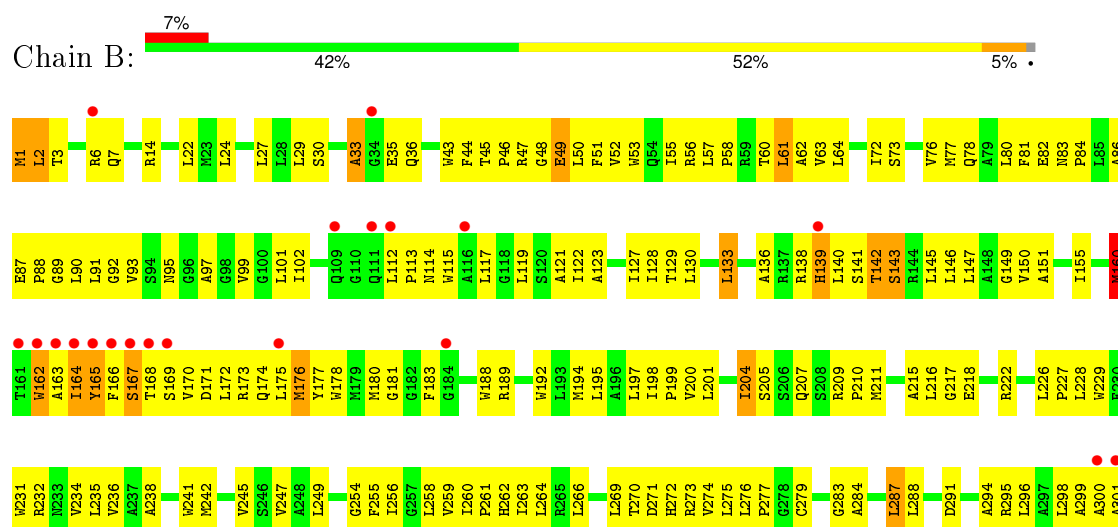 7%
Chain B:
42% 52% 5% •
M1 L2 T3 R6 Q7 R14 L22 M23 L24 L27 L28 L29 S30 A33 G34 E35 Q36 W43 F44 T45 P46 R47 G48 E49 L50 F51 V52 W53 Q54 I55 R56 L57 P58 R59 T60 L61 A62 V63 L64 I72 S73 V76 M77 Q78 A79 L80 F81 E82 N83 P84 L85 A86
E87 P88 G89 L90 L91 G92 V93 S94 N95 G96 A97 G98 V99 G100 L101 I102 Q109 G110 Q111 L112 P113 N114 W115 A116 L117 G118 L119 S120 A121 I122 A123 I127 I128 T129 L130 L133 A136 R137 R138 H139 L140 S141 T142 S143 R144 L145 L146 L147 A148 G149 V150 A151 I155 M160
T161 W162 A163 I164 Y165 F166 S167 T168 S169 V170 D171 L172 R173 Q174 L175 M176 Y177 W178 M179 M180 G181 G182 F183 G184 W188 R189 W192 L193 M194 L195 A196 L197 I198 P199 V200 L201 I204 S205 S206 Q207 S208 R209 P210 M211 A215 L216 G217 E218 R222 L226 P227 L228 W229
W231 R232 N233 V234 L235 V236 A237 A238 W241 M242 V245 S246 V247 A248 L249 G254 F255 I256 G257 L258 V259 I260 P261 H262 I263 L264 R265 L266 L269 T270 D271 H272 R273 V274 L275 L276 P277 G278 C279 G283 A284 L287 L288 D291 A294 R295 L296 A297 L298 A299 A300